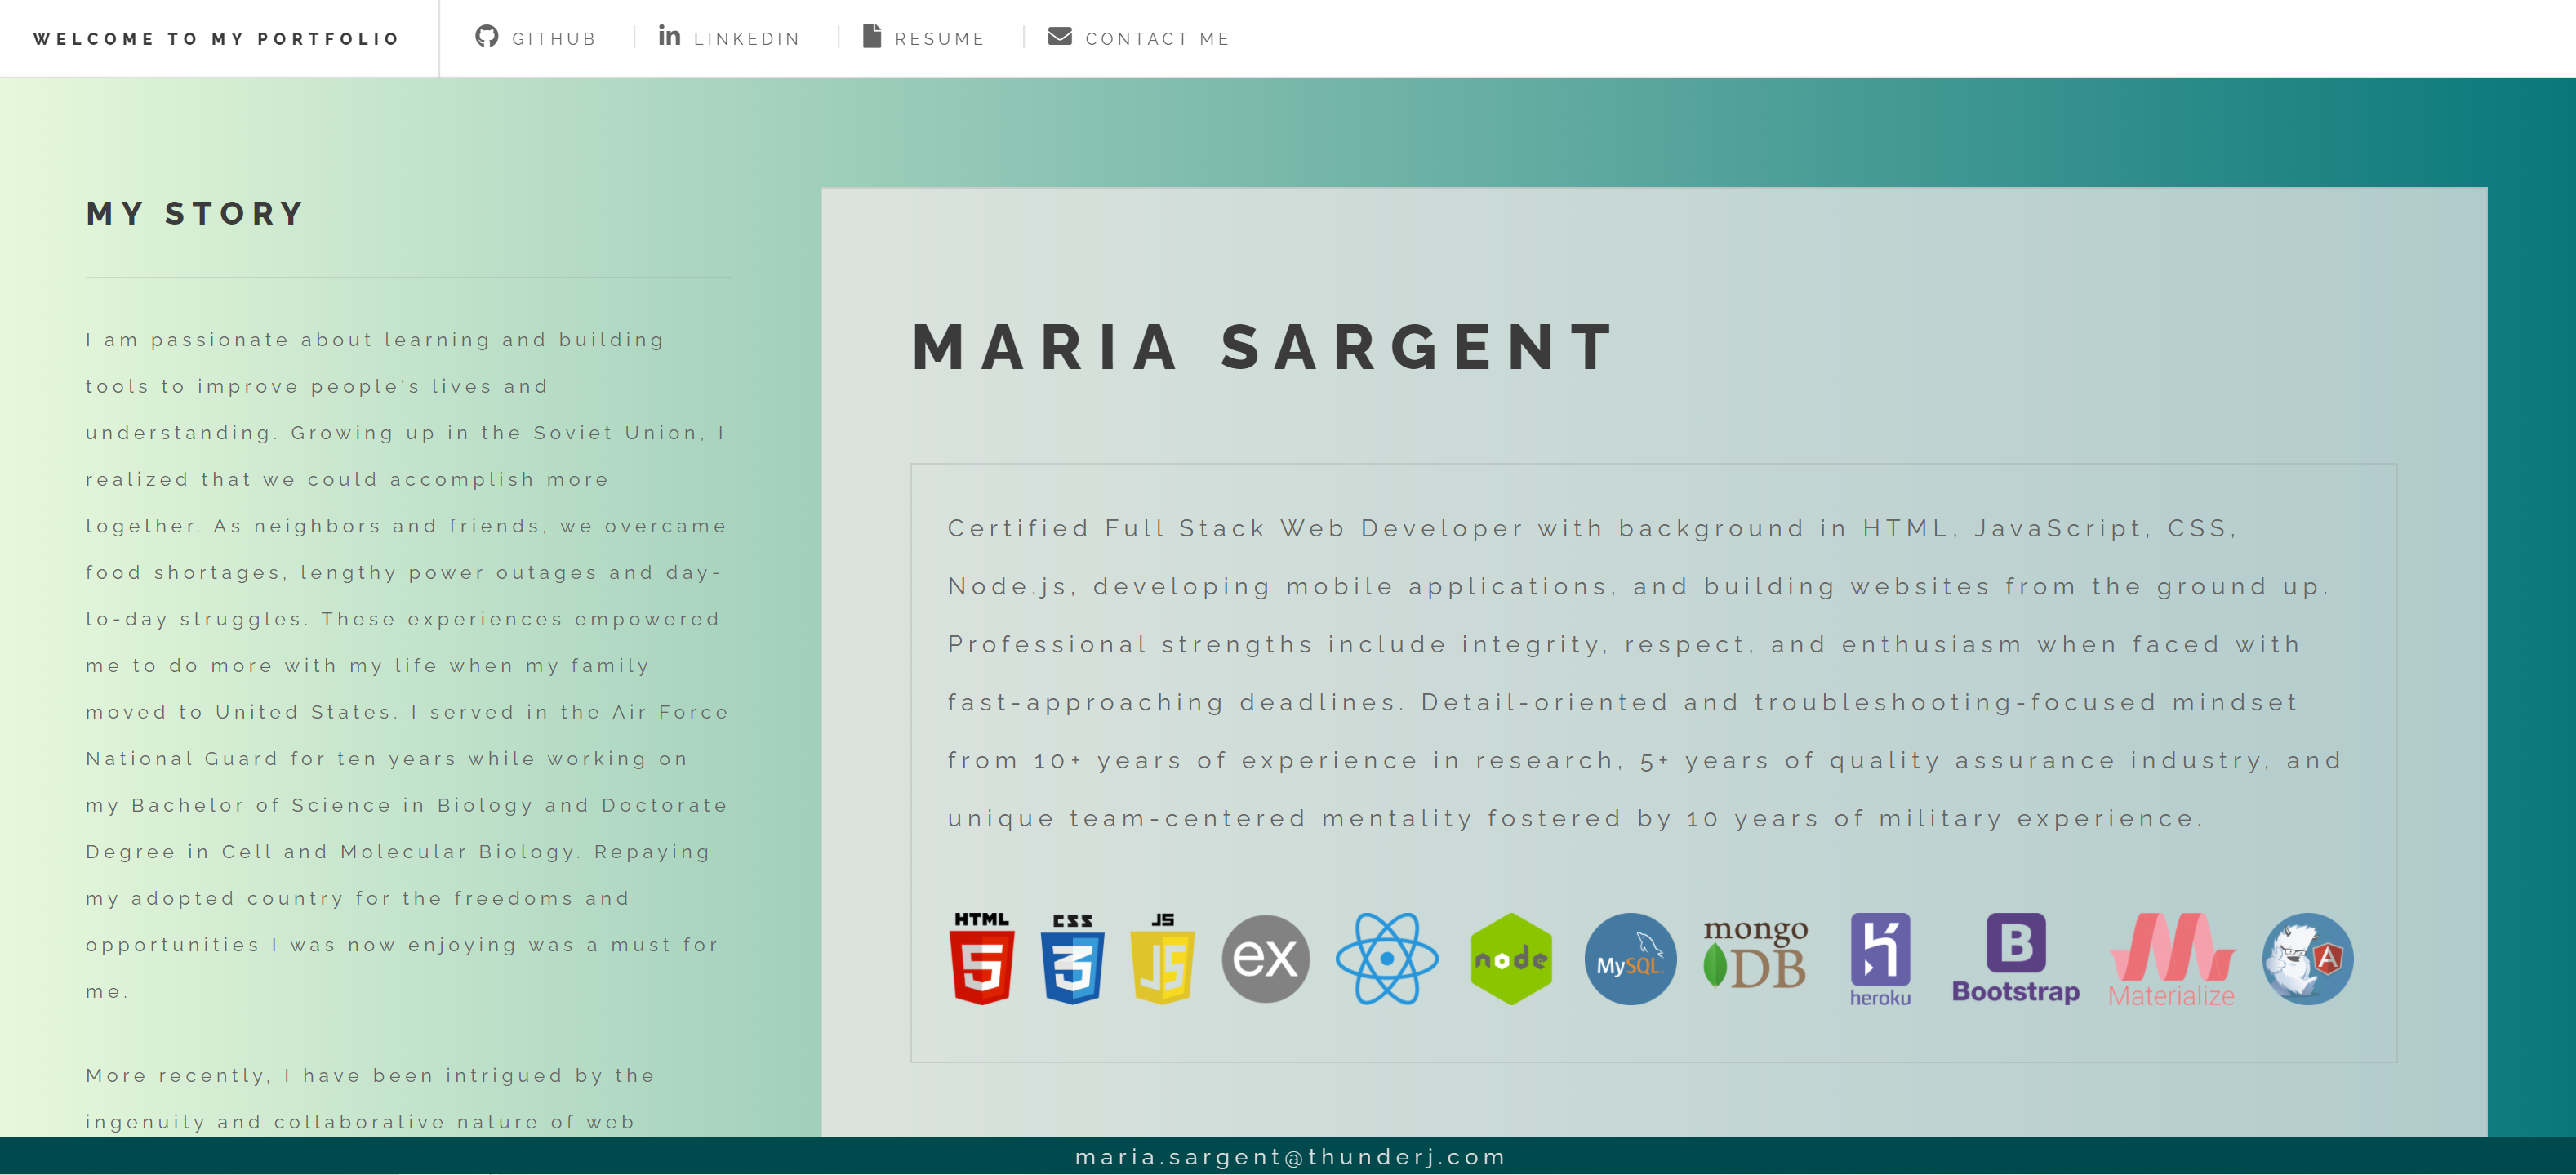 WELCOME TO MY PORTFOLIO
GITHUB
LINKEDIN
RESUME
CONTACT ME
MY STORY
I am passionate about learning and building
tools to improve people's lives and
understanding. Growing up in the Soviet Union, I
realized that we could accomplish more
together. As neighbors and friends, we overcame
food shortages, lengthy power outages and day-
to-day struggles. These experiences empowered
me to do more with my life when my family
moved to United States. I served in the Air Force
National Guard for ten years while working on
my Bachelor of Science in Biology and Doctorate
Degree in Cell and Molecular Biology. Repaying
my adopted country for the freedoms and
opportunities I was now enjoying was a must for
me.
More recently, I have been intrigued by the
ingenuity and collaborative nature of web
MARIA SARGENT
Certified Full Stack Web Developer with background in HTML, JavaScript, CSS,
Node.js, developing mobile applications, and building websites from the ground up.
Professional strengths include integrity, respect, and enthusiasm when faced with
fast-approaching deadlines. Detail-oriented and troubleshooting-focused mindset
from 10+ years of experience in research, 5+ years of quality assurance industry, and
unique team-centered mentality fostered by 10 years of military experience.
HTML 5
CSS 3
JS JS
ex
node
MySQL
mongo DB
heroku
B Bootstrap
Materialize
A
maria.sargent@thunderj.com